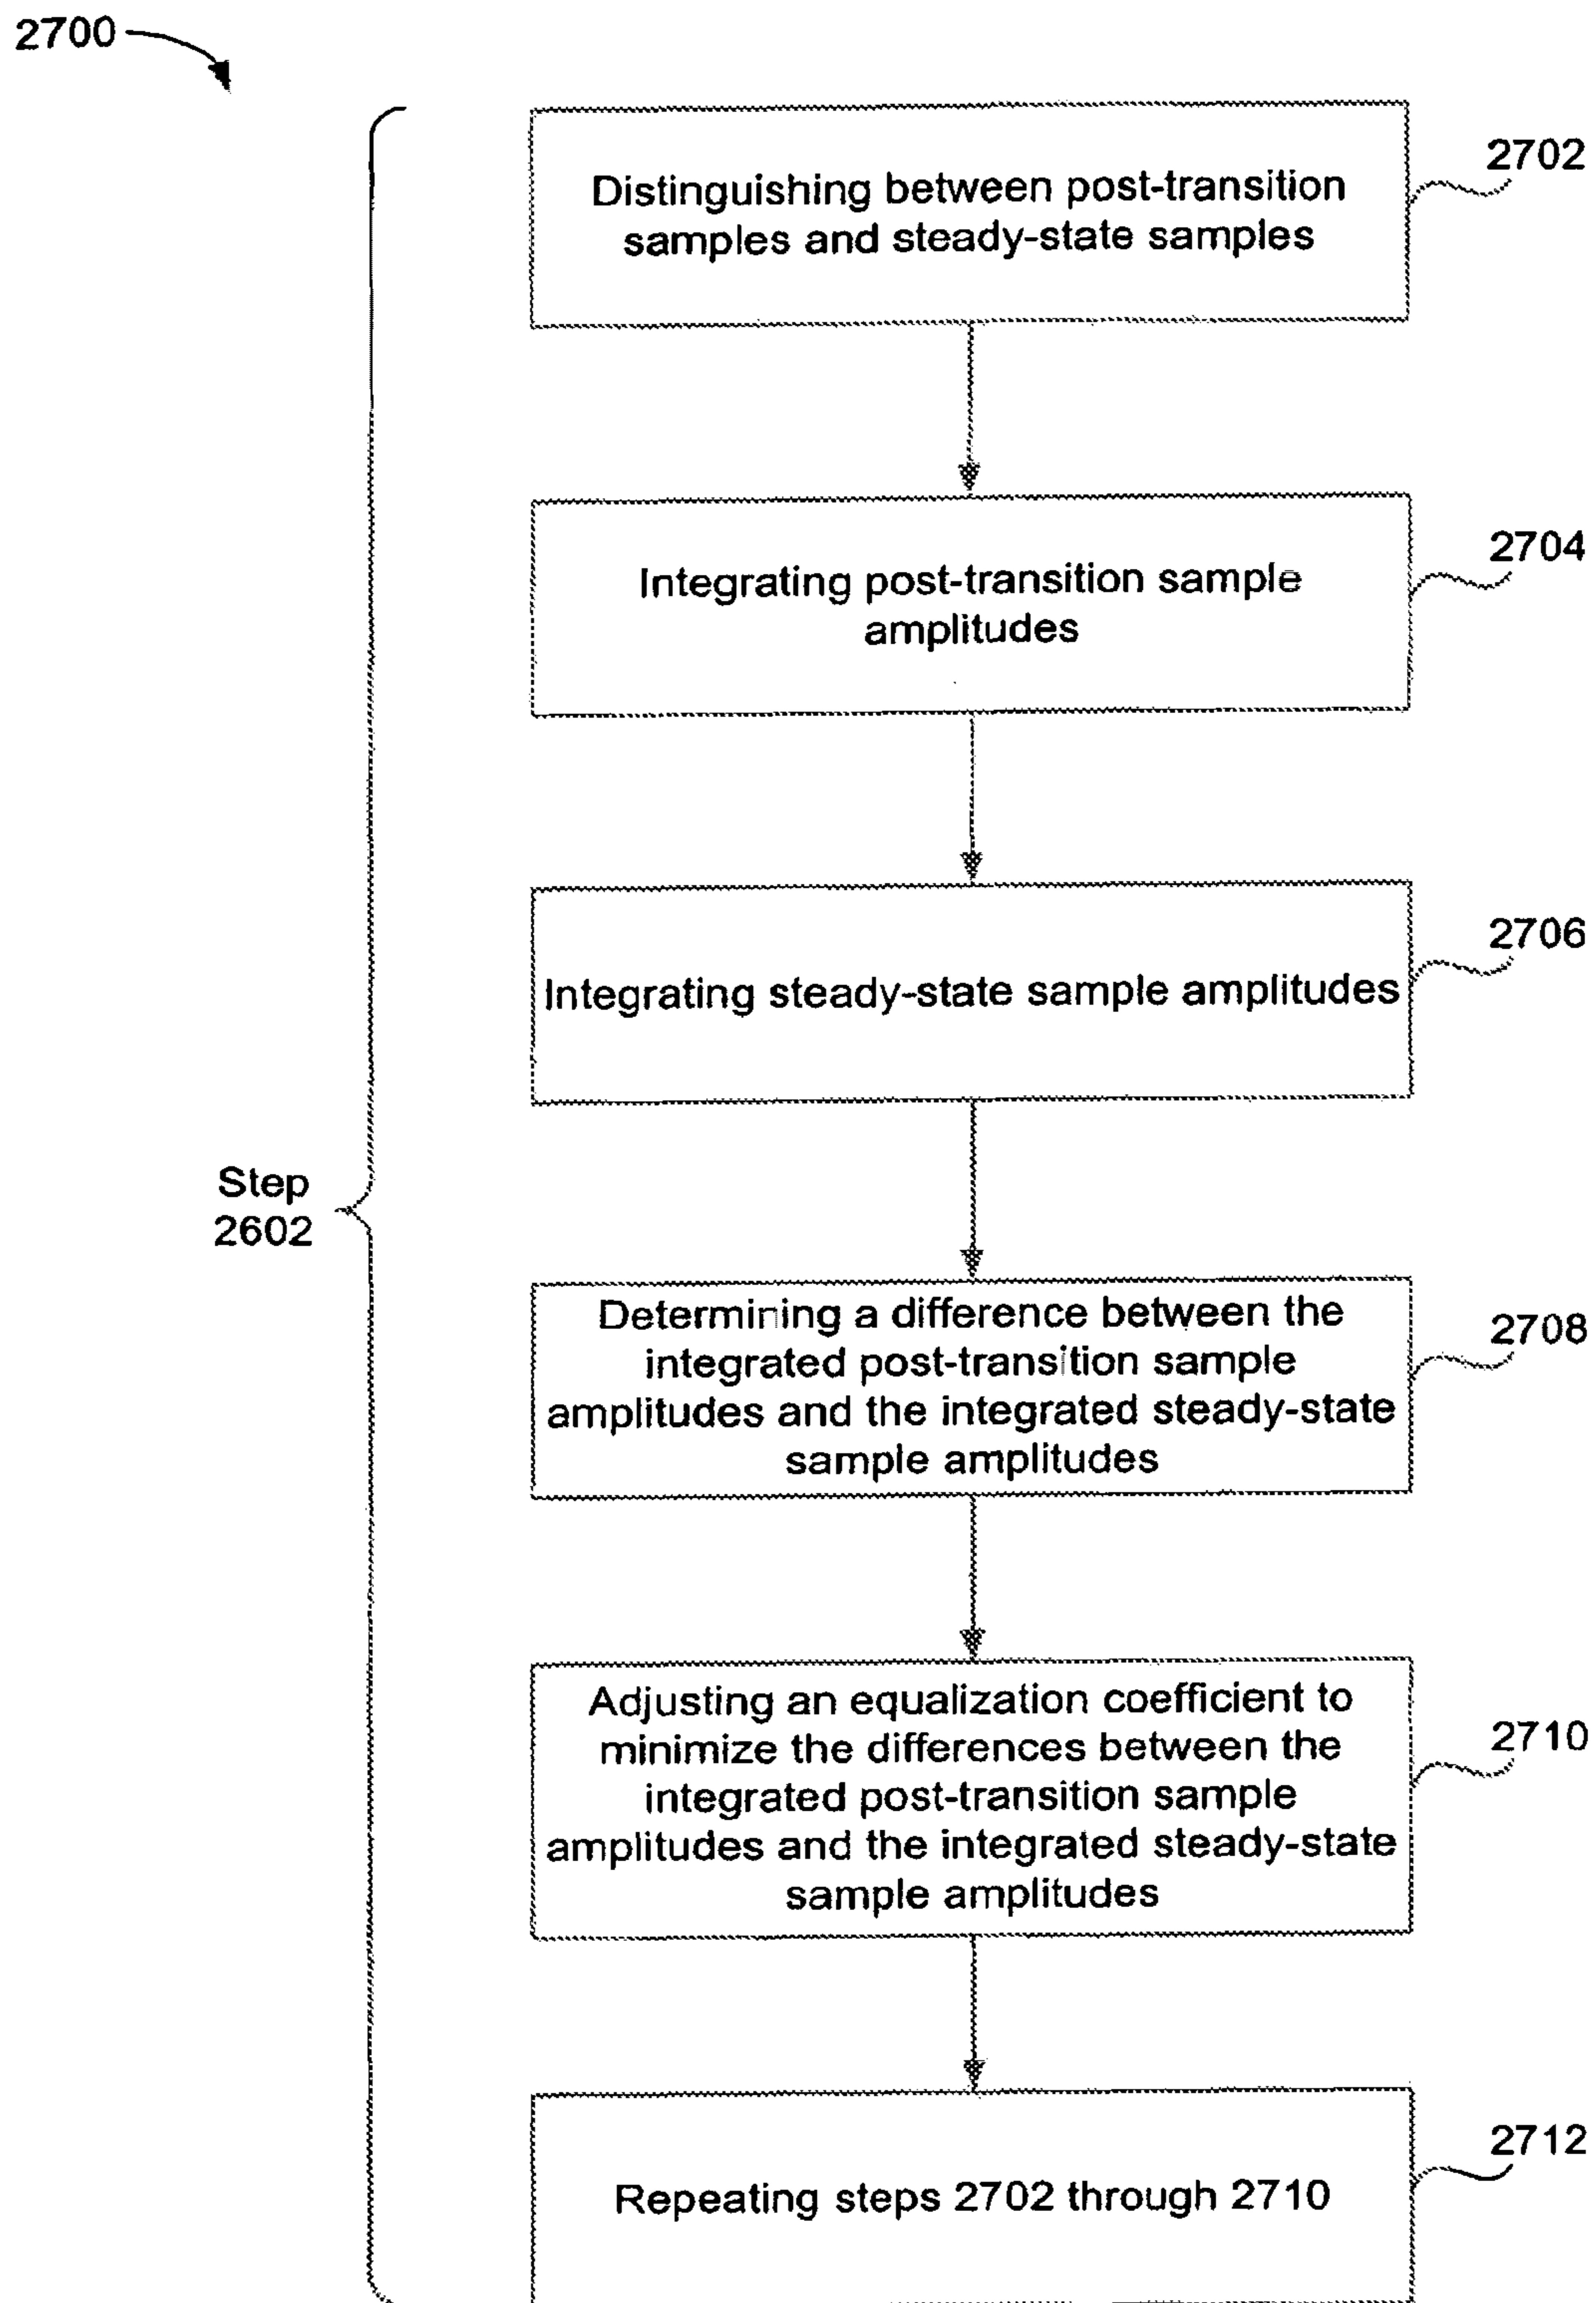 2700
Distinguishing between post-transition
samples and steady-state samples
2702
Integrating post-transition sample
amplitudes
2704
Integrating steady-state sample amplitudes
2706
Step
2602
Determining a difference between the
integrated post-transition sample
amplitudes and the integrated steady-state
sample amplitudes
2708
Adjusting an equalization coefficient to
minimize the differences between the
integrated post-transition sample
amplitudes and the integrated steady-state
sample amplitudes
2710
Repeating steps 2702 through 2710
2712